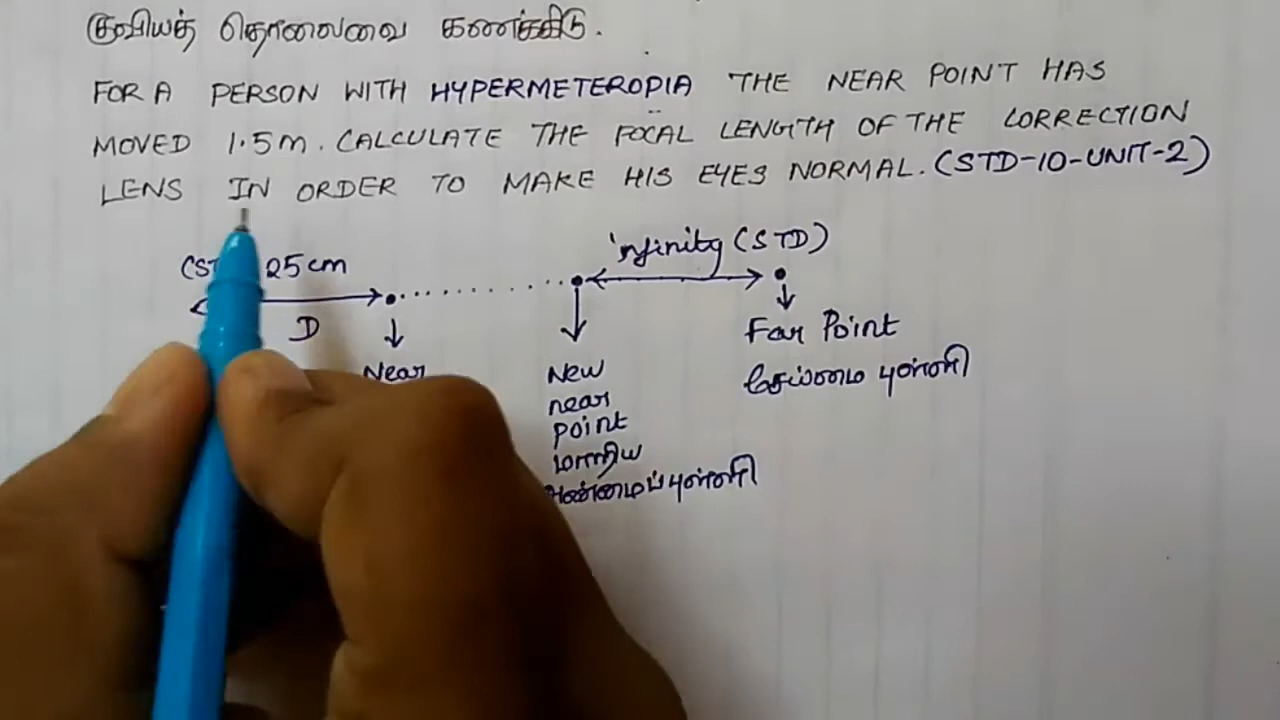 குவியத் தொலைவை கணக்கிடு.
FOR A PERSON WITH HYPERMETEROPIA THE NEAR POINT HAS
MOVED 1.5m. CALCULATE THE FOCAL LENGTH OF THE CORRECTION
LENS IN ORDER TO MAKE HIS EYES NORMAL. (STD-10-UNIT-2)
infinity (STD)
25cm
D
Far Point
சேய்மை புள்ளி
Near
New
near
point
மாறிய
அண்மைப்புள்ளி